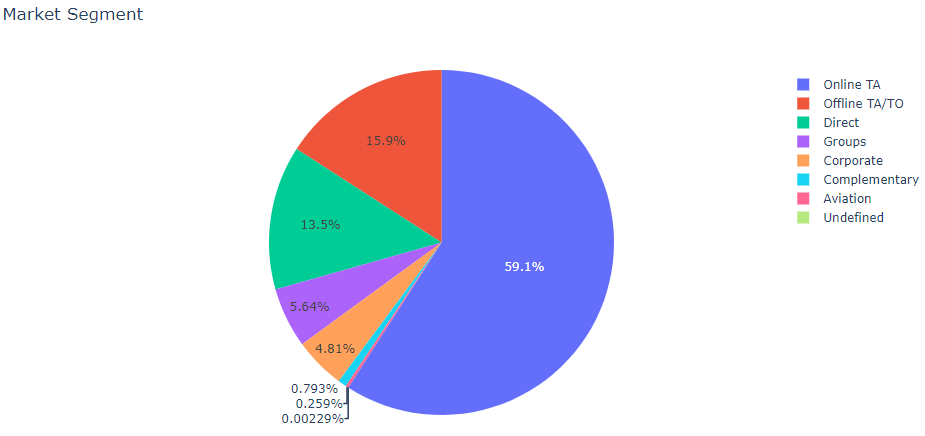 Market Segment
Online TA
Offline TA/TO
Direct
Groups
Corporate
Complementary
Aviation
Undefined
15.9%
13.5%
59.1%
5.64%
4.81%
0.793%
0.259%
0.00229%